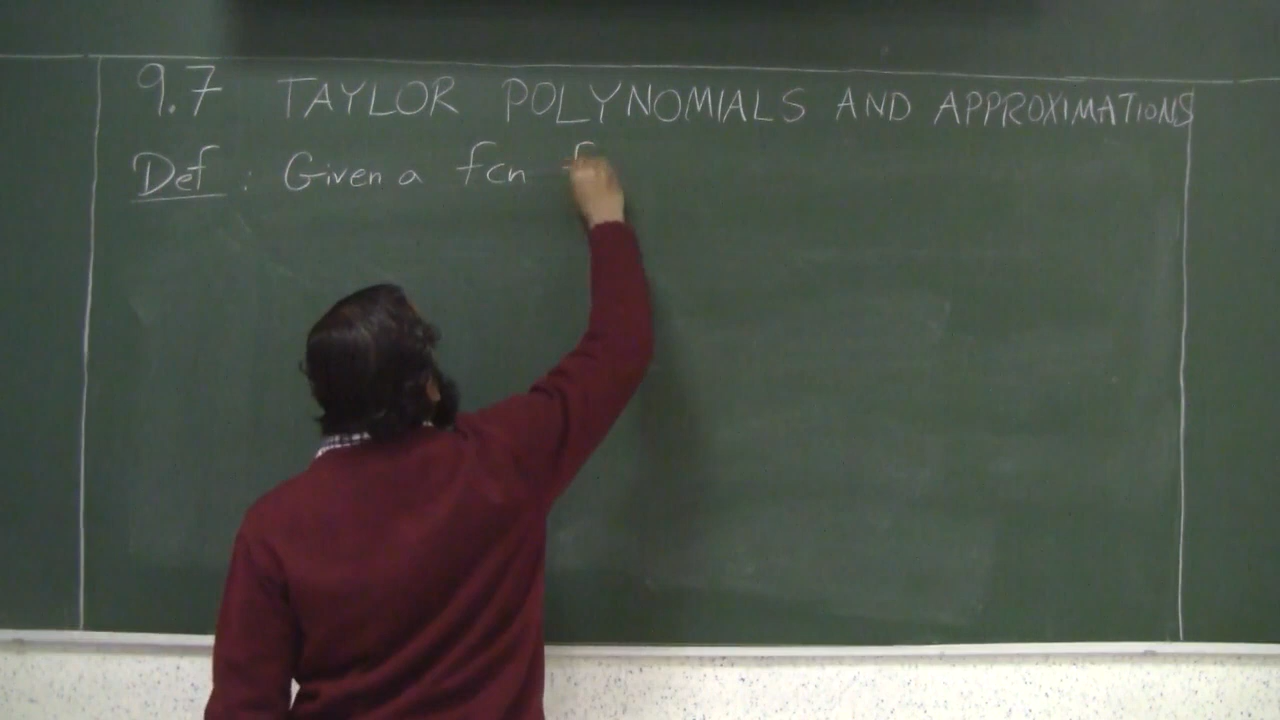 9.7 TAYLOR POLYNOMIALS AND APPROXIMATIONS
Def : Given a fcn f